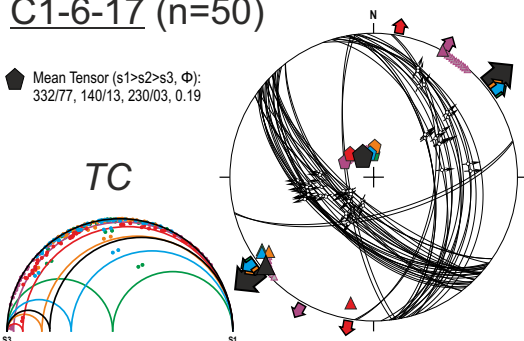 C1-6-17 (n=50)
N
Mean Tensor (s1>s2>s3, Φ):
332/77, 140/13, 230/03, 0.19
TC
S3
S1